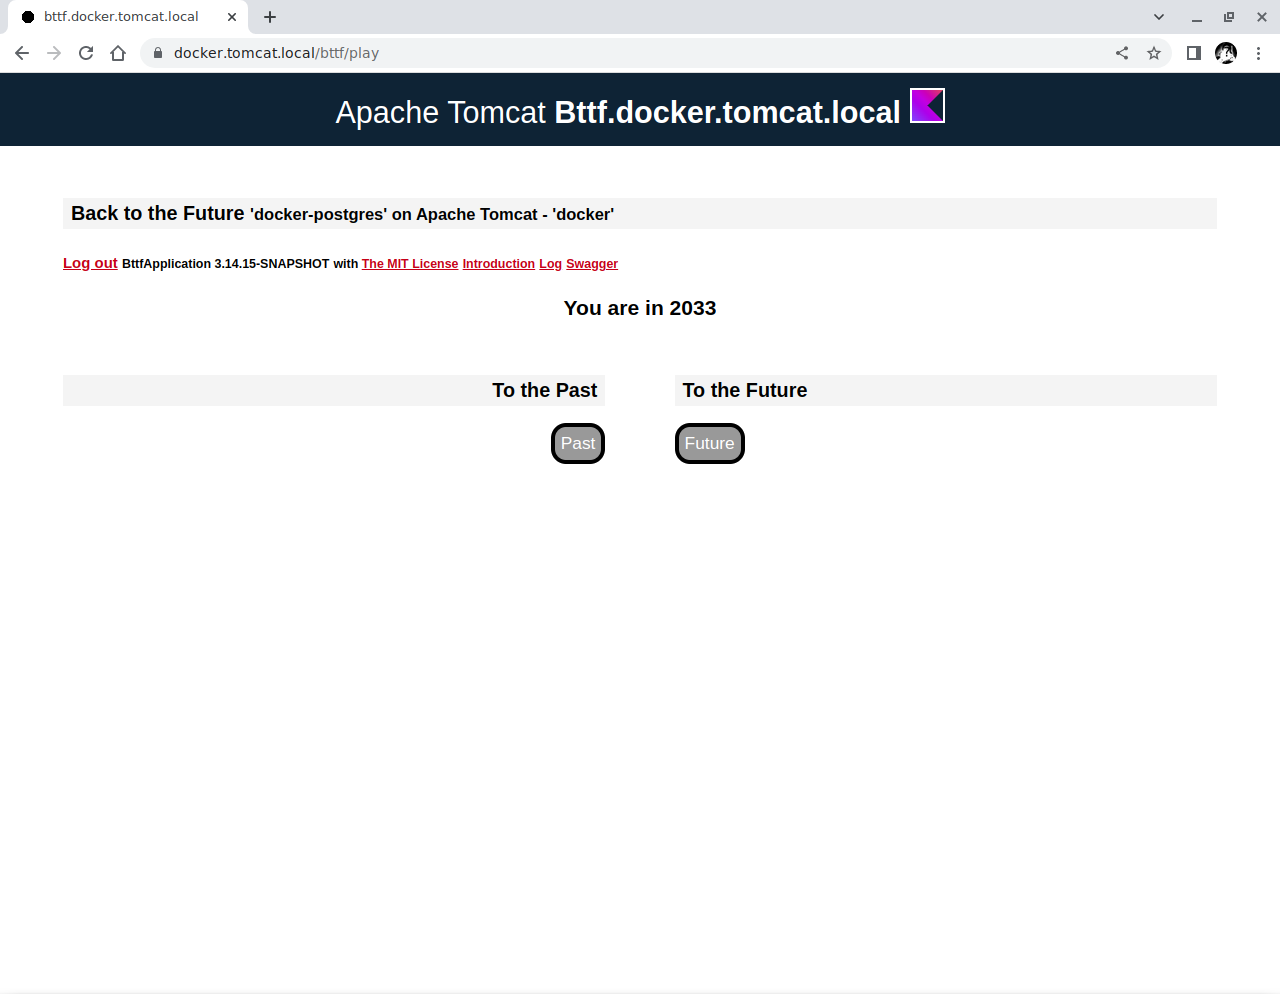 bttf.docker.tomcat.local
docker.tomcat.local/bttf/play
Apache Tomcat Bttf.docker.tomcat.local
Back to the Future 'docker-postgres' on Apache Tomcat - 'docker'
Log out BttfApplication 3.14.15-SNAPSHOT with The MIT License Introduction Log Swagger
You are in 2033
To the Past To the Future
Past Future